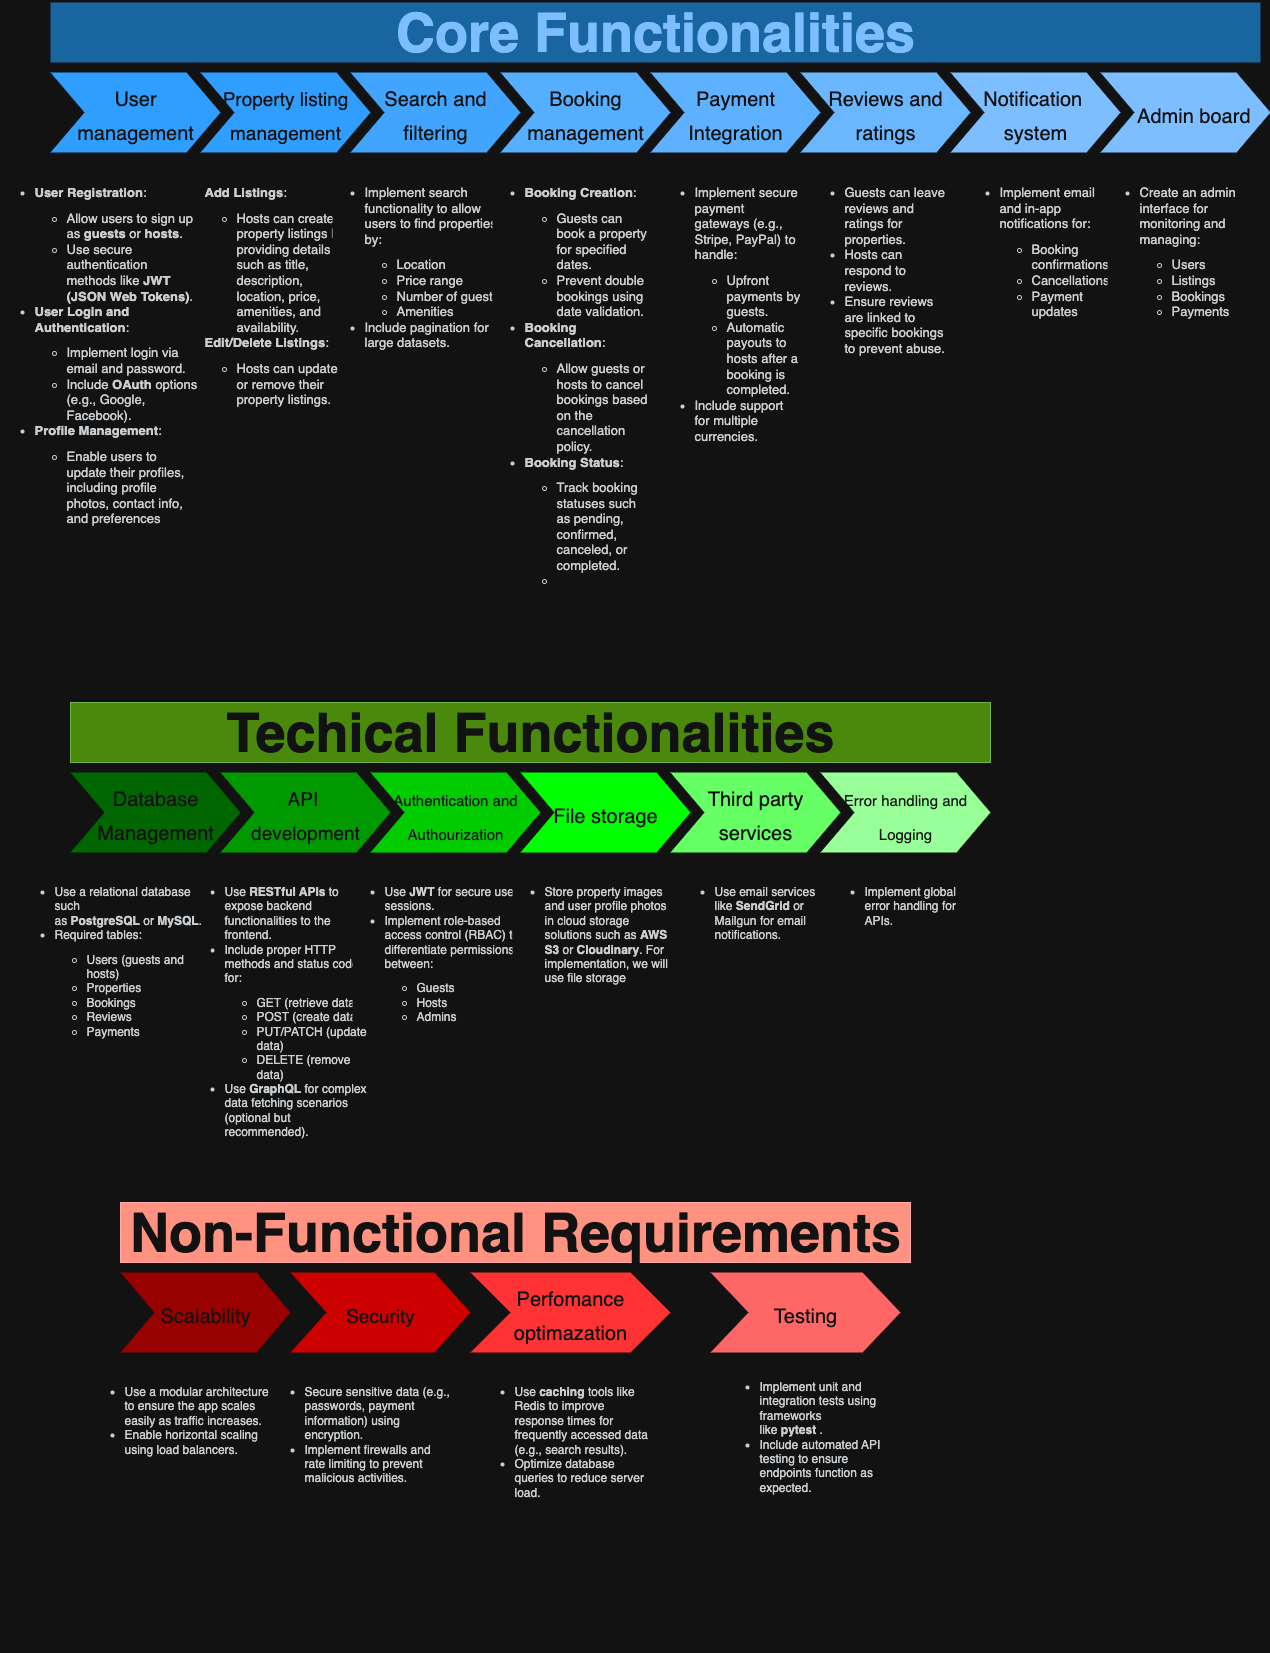 Core Functionalities
User
management
Property listing
management
Search and
filtering
Booking
management
Payment
Integration
Reviews and
ratings
Notification
system
Admin board
User Registration:
Allow users to sign up
as guests or hosts.
Use secure
authentication
methods like JWT
(JSON Web Tokens).
User Login and
Authentication:
Implement login via
email and password.
Include OAuth options
(e.g., Google,
Facebook).
Profile Management:
Enable users to
update their profiles,
including profile
photos, contact info,
and preferences
Add Listings:
Hosts can create
property listings
providing details
such as title,
description,
location, price,
amenities, and
availability.
Edit/Delete Listings:
Hosts can update
or remove their
property listings.
Implement search
functionality to allow
users to find properties
by:
Location
Price range
Number of guest
Amenities
Include pagination for
large datasets.
Booking Creation:
Guests can
book a property
for specified
dates.
Prevent double
bookings using
date validation.
Booking
Cancellation:
Allow guests or
hosts to cancel
bookings based
on the
cancellation
policy.
Booking Status:
Track booking
statuses such
as pending,
confirmed,
canceled, or
completed.
Implement secure
payment
gateways (e.g.,
Stripe, PayPal) to
handle:
Upfront
payments by
guests.
Automatic
payouts to
hosts after a
booking is
completed.
Include support
for multiple
currencies.
Guests can leave
reviews and
ratings for
properties.
Hosts can
respond to
reviews.
Ensure reviews
are linked to
specific bookings
to prevent abuse.
Implement email
and in-app
notifications for:
Booking
confirmations
Cancellations
Payment
updates
Create an admin
interface for
monitoring and
managing:
Users
Listings
Bookings
Payments
Techical Functionalities
Database
Management
API
development
Authentication and
Authourization
File storage
Third party
services
Error handling and
Logging
Use a relational database
such
as PostgreSQL or MySQL.
Required tables:
Users (guests and
hosts)
Properties
Bookings
Reviews
Payments
Use RESTful APIs to
expose backend
functionalities to the
frontend.
Include proper HTTP
methods and status cod
for:
GET (retrieve data
POST (create data
PUT/PATCH (update
data)
DELETE (remove
data)
Use GraphQL for complex
data fetching scenarios
(optional but
recommended).
Use JWT for secure use
sessions.
Implement role-based
access control (RBAC) t
differentiate permissions
between:
Guests
Hosts
Admins
Store property images
and user profile photos
in cloud storage
solutions such as AWS
S3 or Cloudinary. For
implementation, we will
use file storage
Use email services
like SendGrid or
Mailgun for email
notifications.
Implement global
error handling for
APIs.
Non-Functional Requirements
Scalability
Security
Perfomance
optimazation
Testing
Use a modular architecture
to ensure the app scales
easily as traffic increases.
Enable horizontal scaling
using load balancers.
Secure sensitive data (e.g.,
passwords, payment
information) using
encryption.
Implement firewalls and
rate limiting to prevent
malicious activities.
Use caching tools like
Redis to improve
response times for
frequently accessed data
(e.g., search results).
Optimize database
queries to reduce server
load.
Implement unit and
integration tests using
frameworks
like pytest .
Include automated API
testing to ensure
endpoints function as
expected.